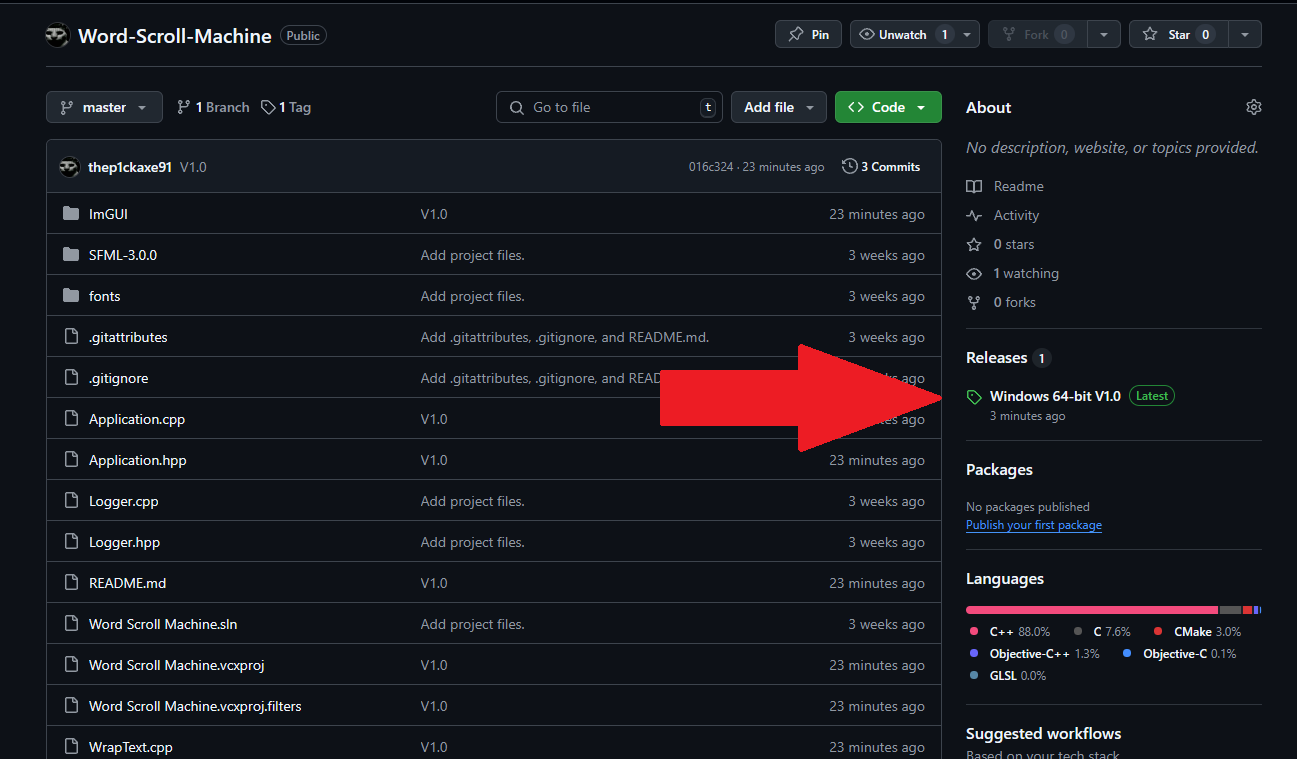 Word-Scroll-Machine Public
Pin Unwatch 1 Fork 0 Star 0
master 1 Branch 1 Tag Go to file t Add file Code
thep1ckaxe91 V1.0 016c324 · 23 minutes ago 3 Commits
ImGUI V1.0 23 minutes ago
SFML-3.0.0 Add project files. 3 weeks ago
fonts Add project files. 3 weeks ago
.gitattributes Add .gitattributes, .gitignore, and README.md. 3 weeks ago
.gitignore Add .gitattributes, .gitignore, and ago
Application.cpp V1.0 ago
Application.hpp V1.0 23 minutes ago
Logger.cpp Add project files. 3 weeks ago
Logger.hpp Add project files. 3 weeks ago
README.md V1.0 23 minutes ago
Word Scroll Machine.sln Add project files. 3 weeks ago
Word Scroll Machine.vcxproj V1.0 23 minutes ago
Word Scroll Machine.vcxproj.filters V1.0 23 minutes ago
WrapText.cpp V1.0 23 minutes ago
About
No description, website, or topics provided.
Readme
Activity
0 stars
1 watching
0 forks
Releases 1
Windows 64-bit V1.0 Latest
3 minutes ago
Packages
No packages published
Publish your first package
Languages
C++ 88.0% C 7.6% CMake 3.0%
Objective-C++ 1.3% Objective-C 0.1%
GLSL 0.0%
Suggested workflows
Based on your tech stack